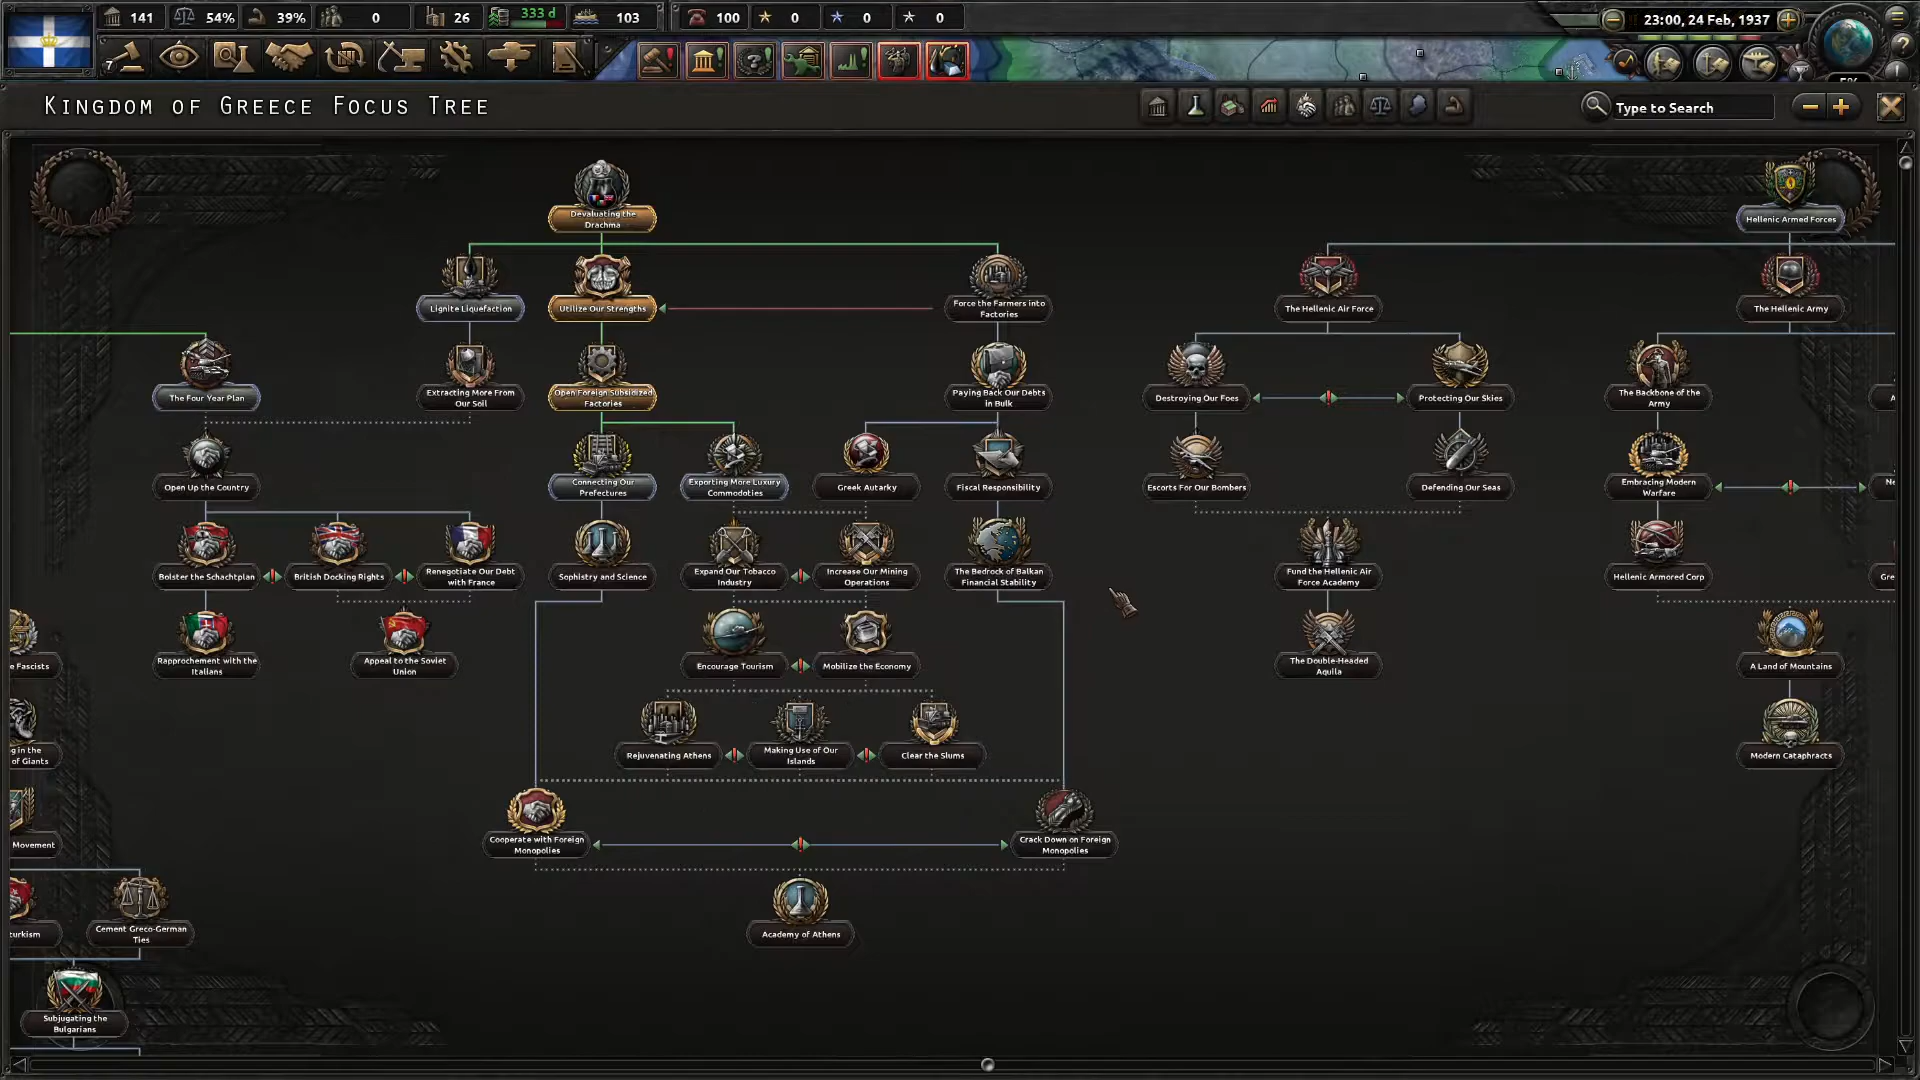 141
54%
39%
0
26
333 d
103
100
0
0
0
23:00, 24 Feb, 1937
7
Kingdom of Greece Focus Tree
Type to Search
Devaluating the
Drachma
Hellenic Armed Forces
Lignite Liquefaction
Utilize Our Strengths
Force the Farmers into
Factories
The Hellenic Air Force
The Hellenic Army
The Four Year Plan
Extracting More From
Our Soil
Open Foreign Subsidized
Factories
Paying Back Our Debts
in Bulk
Destroying Our Foes
Protecting Our Skies
The Backbone of the
Army
Open Up the Country
Connecting Our
Prefectures
Exporting More Luxury
Commodoties
Greek Autarky
Fiscal Responsibility
Escorts For Our Bombers
Defending Our Seas
Embracing Modern
Warfare
Bolster the Schachtplan
British Docking Rights
Renegotiate Our Debt
with France
Sophistry and Science
Expand Our Tobacco
Industry
Increase Our Mining
Operations
The Bedrock of Balkan
Financial Stability
Fund the Hellenic Air
Force Academy
Hellenic Armored Corp
Gre
e Fascists
Rapprochement with the
Italians
Appeal to the Soviet
Union
Encourage Tourism
Mobilize the Economy
The Double-Headed
Aquila
A Land of Mountains
g in the
of Giants
Rejuvenating Athens
Making Use of Our
Islands
Clear the Slums
Modern Cataphracts
Movement
Cooperate with Foreign
Monopolies
Crack Down on Foreign
Monopolies
turkism
Cement Greco-German
Ties
Academy of Athens
Subjugating the
Bulgarians